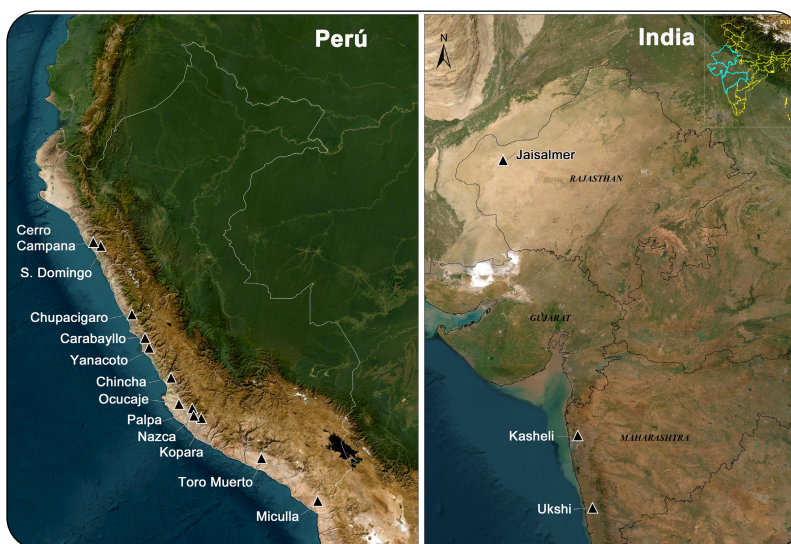 Perú
Cerro
Campana
S. Domingo
Chupacigaro
Carabayllo
Yanacoto
Chincha
Ocucaje
Palpa
Nazca
Kopara
Toro Muerto
Miculla
India
N
Jaisalmer
RAJASTHAN
GUJARAT
Kasheli
MAHARASHTRA
Ukshi